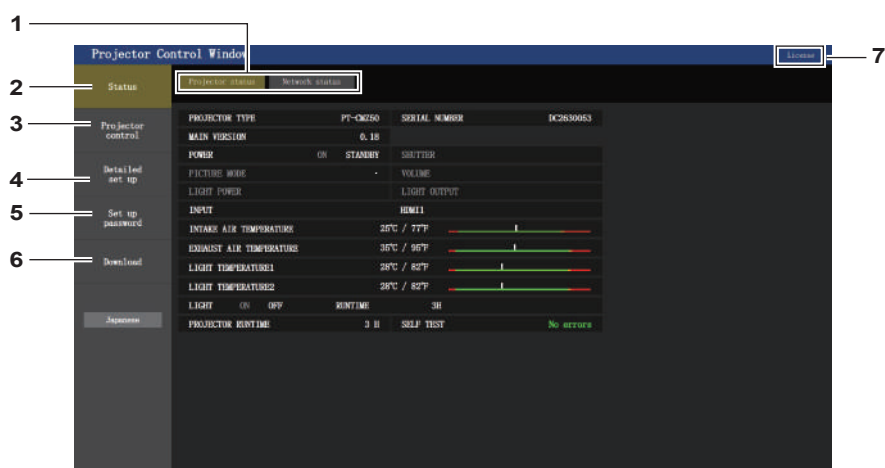 1
Projector Control Window
License
7
2
Status
Projector status
Network status
3
Projector
control
PROJECTOR TYPE PT-CMZ50 SERIAL NUMBER DC2630053
MAIN VERSION 0.18
POWER ON STANDBY SHUTTER
PICTURE MODE - VOLUME
LIGHT POWER LIGHT OUTPUT
INPUT HDMI1
INTAKE AIR TEMPERATURE 25℃ / 77℉
EXHAUST AIR TEMPERATURE 35℃ / 95℉
LIGHT TEMPERATURE1 28℃ / 82℉
LIGHT TEMPERATURE2 28℃ / 82℉
LIGHT ON OFF RUNTIME 3H
PROJECTOR RUNTIME 3 H SELF TEST No errors
4
Detailed
set up
5
Set up
password
6
Download
Japanese